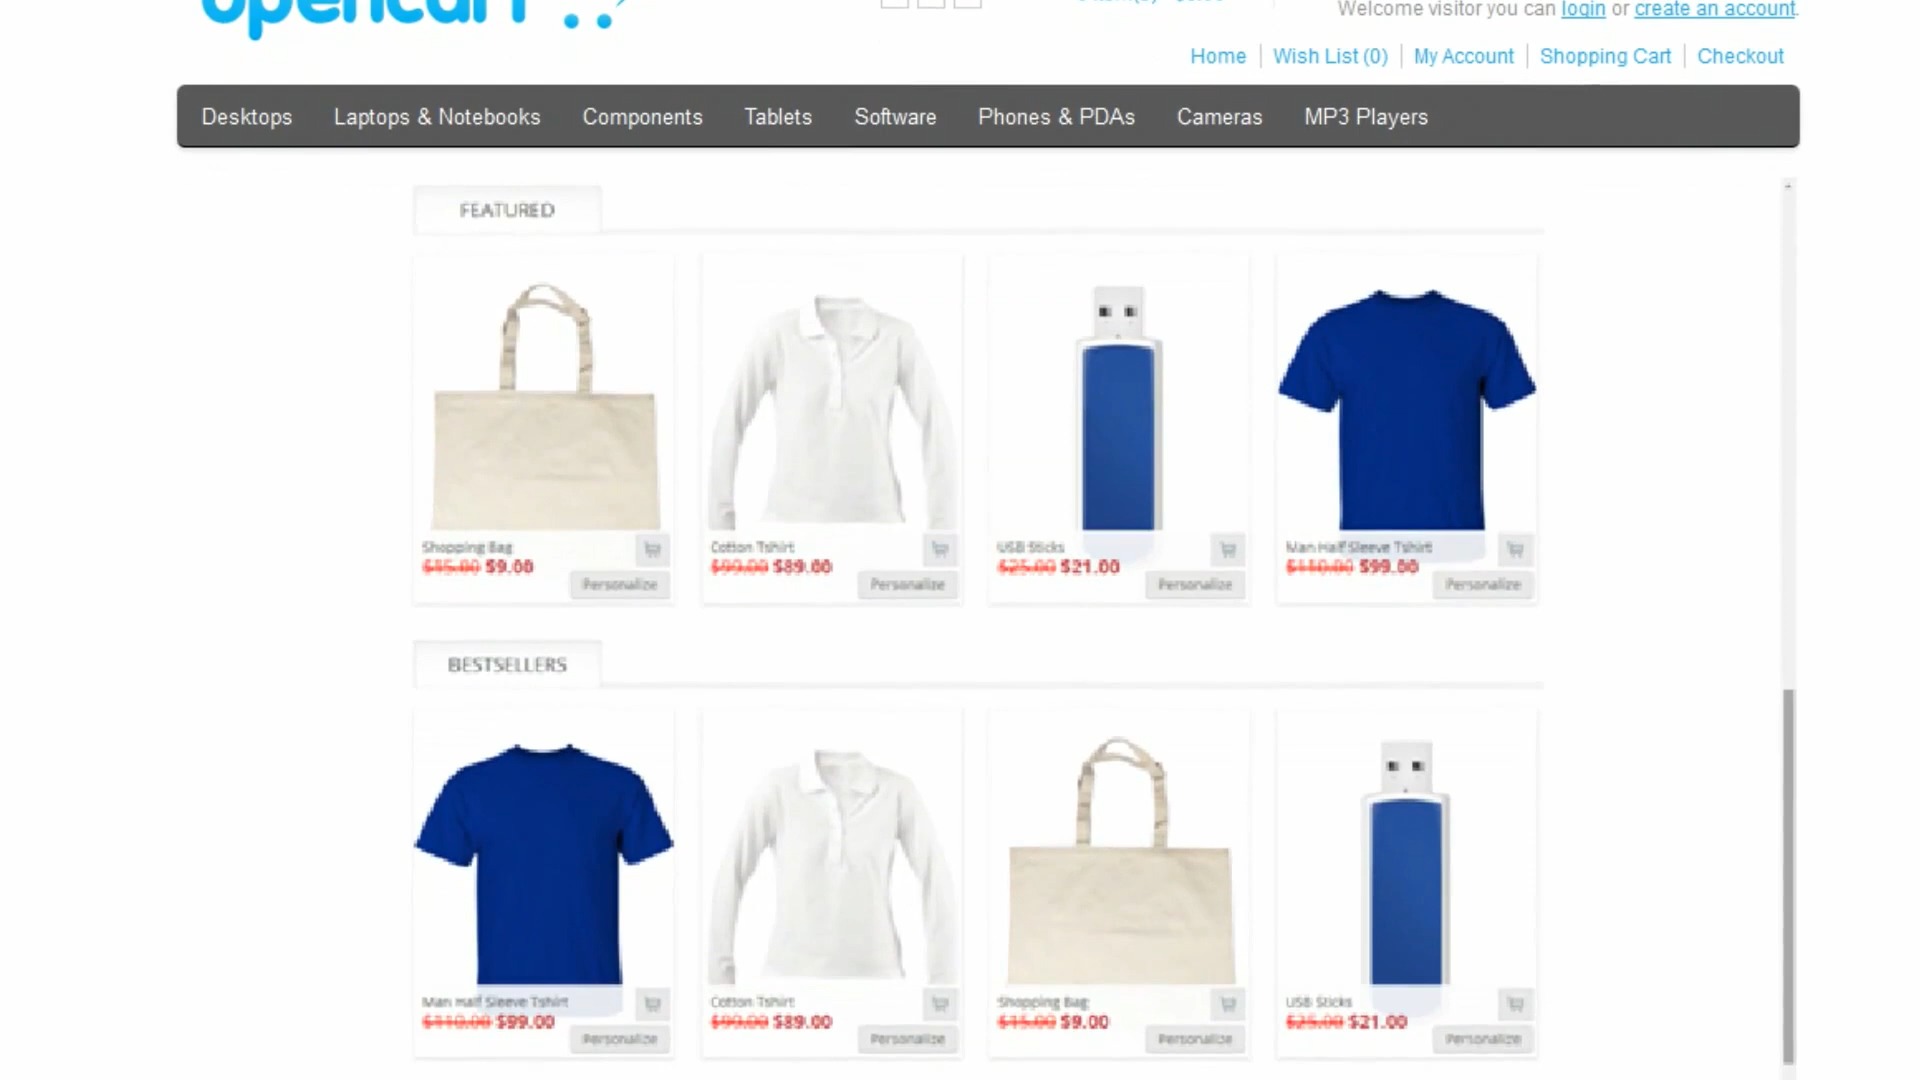 opencart
Welcome visitor you can login or create an account.
Home Wish List (0) My Account Shopping Cart Checkout
Desktops Laptops & Notebooks Components Tablets Software Phones & PDAs Cameras MP3 Players
FEATURED
Shopping Bag Cotton Tshirt USB Sticks Man Half Sleeve Tshirt
$15.00 $9.00 $99.00 $89.00 $25.00 $21.00 $110.00 $99.00
Personalize Personalize Personalize Personalize
BESTSELLERS
Man Half Sleeve Tshirt Cotton Tshirt Shopping Bag USB Sticks
$110.00 $99.00 $99.00 $89.00 $15.00 $9.00 $25.00 $21.00
Personalize Personalize Personalize Personalize